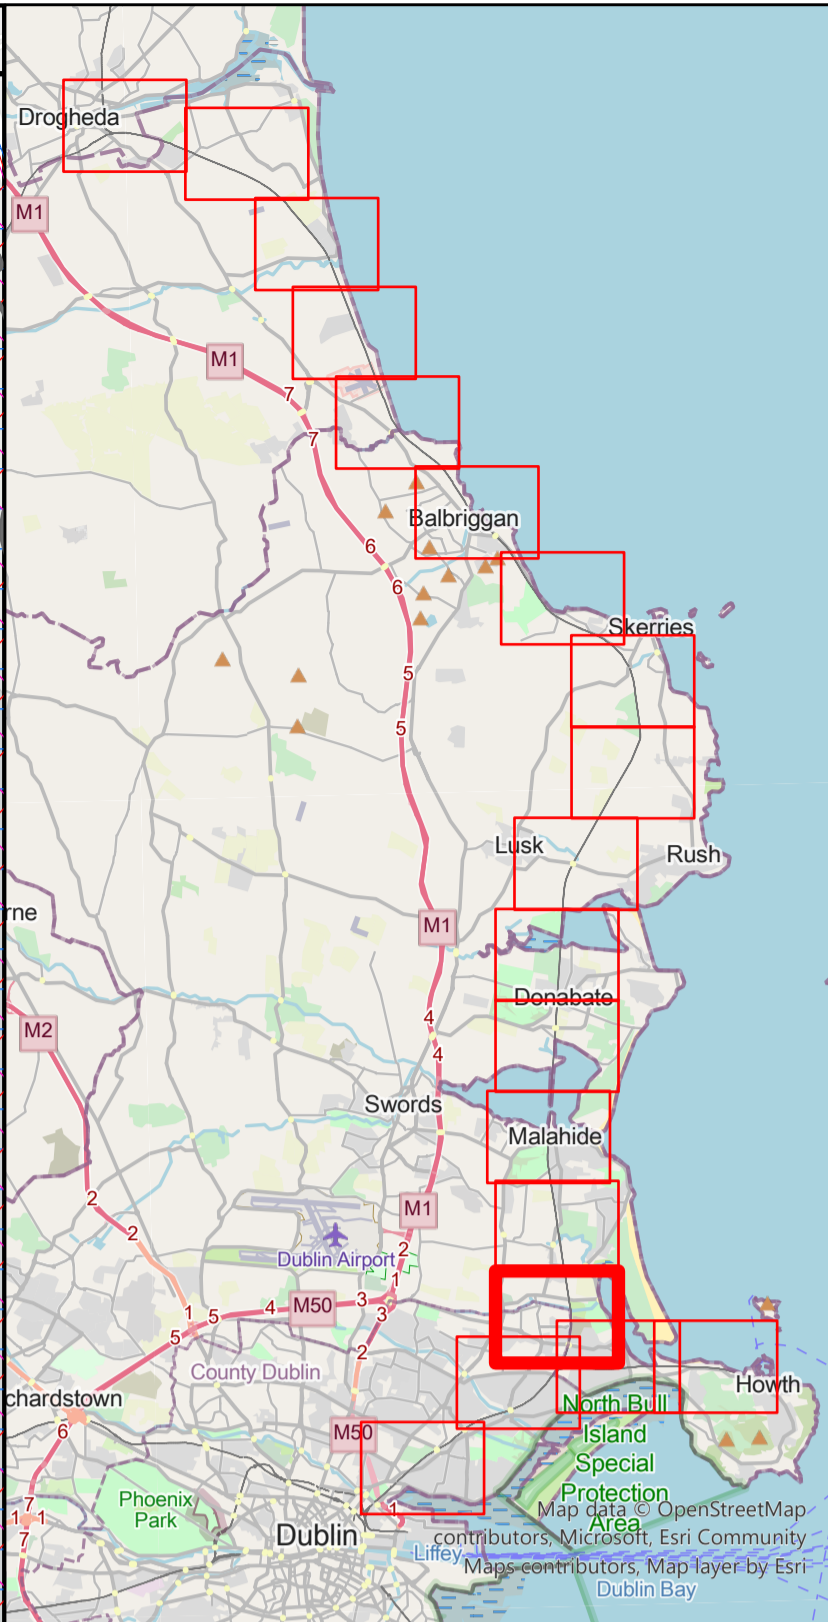 Drogheda
M1
M1
7
7
6
Balbriggan
6
Skerries
5
5
Lusk
Rush
rne
M1
Donabate
M2
4
4
Swords
Malahide
2
M1
2
Dublin Airport
2
1
M50
3
1
5
4
3
5
2
County Dublin
chardstown
Howth
6
M50
North Bull
Island
Special
Protection
Area
7
1
1
7
Phoenix
Park
1
Dublin
Liffey
Map data © OpenStreetMap
contributors, Microsoft, Esri Community
Maps contributors, Map layer by Esri
Dublin Bay